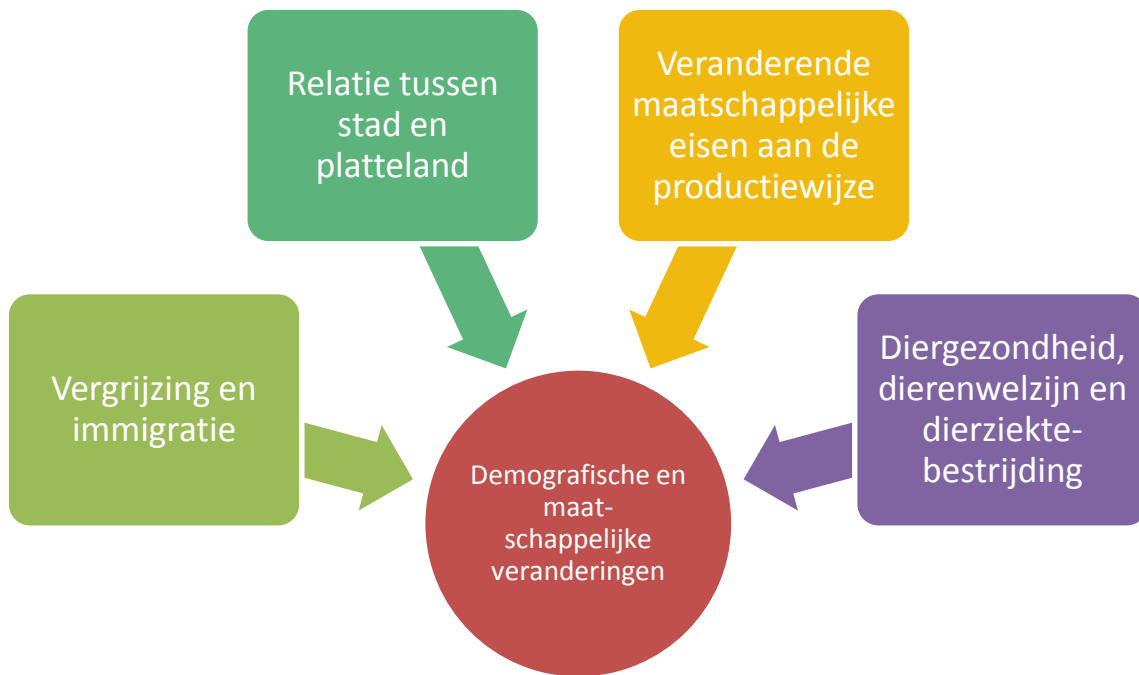 Relatie tussen
stad en
platteland
Veranderende
maatschappelijke
eisen aan de
productiewijze
Vergrijzing en
immigratie
Diergezondheid,
dierenwelzijn en
dierziekte-
bestrijding
Demografische en
maat-
schappelijke
veranderingen